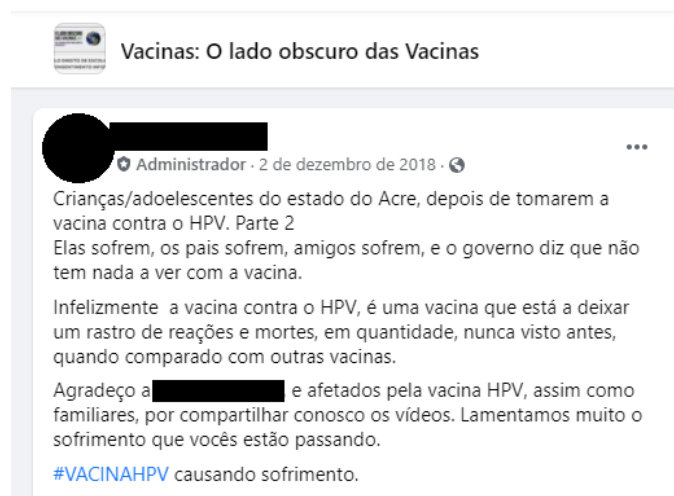 Vacinas: O lado obscuro das Vacinas
Administrador · 2 de dezembro de 2018 ·
Crianças/adoelescentes do estado do Acre, depois de tomarem a
vacina contra o HPV. Parte 2
Elas sofrem, os pais sofrem, amigos sofrem, e o governo diz que não
tem nada a ver com a vacina.
Infelizmente a vacina contra o HPV, é uma vacina que está a deixar
um rastro de reações e mortes, em quantidade, nunca visto antes,
quando comparado com outras vacinas.
Agradeço a , e afetados pela vacina HPV, assim como
familiares, por compartilhar conosco os vídeos. Lamentamos muito o
sofrimento que vocês estão passando.
#VACINAHPV causando sofrimento.